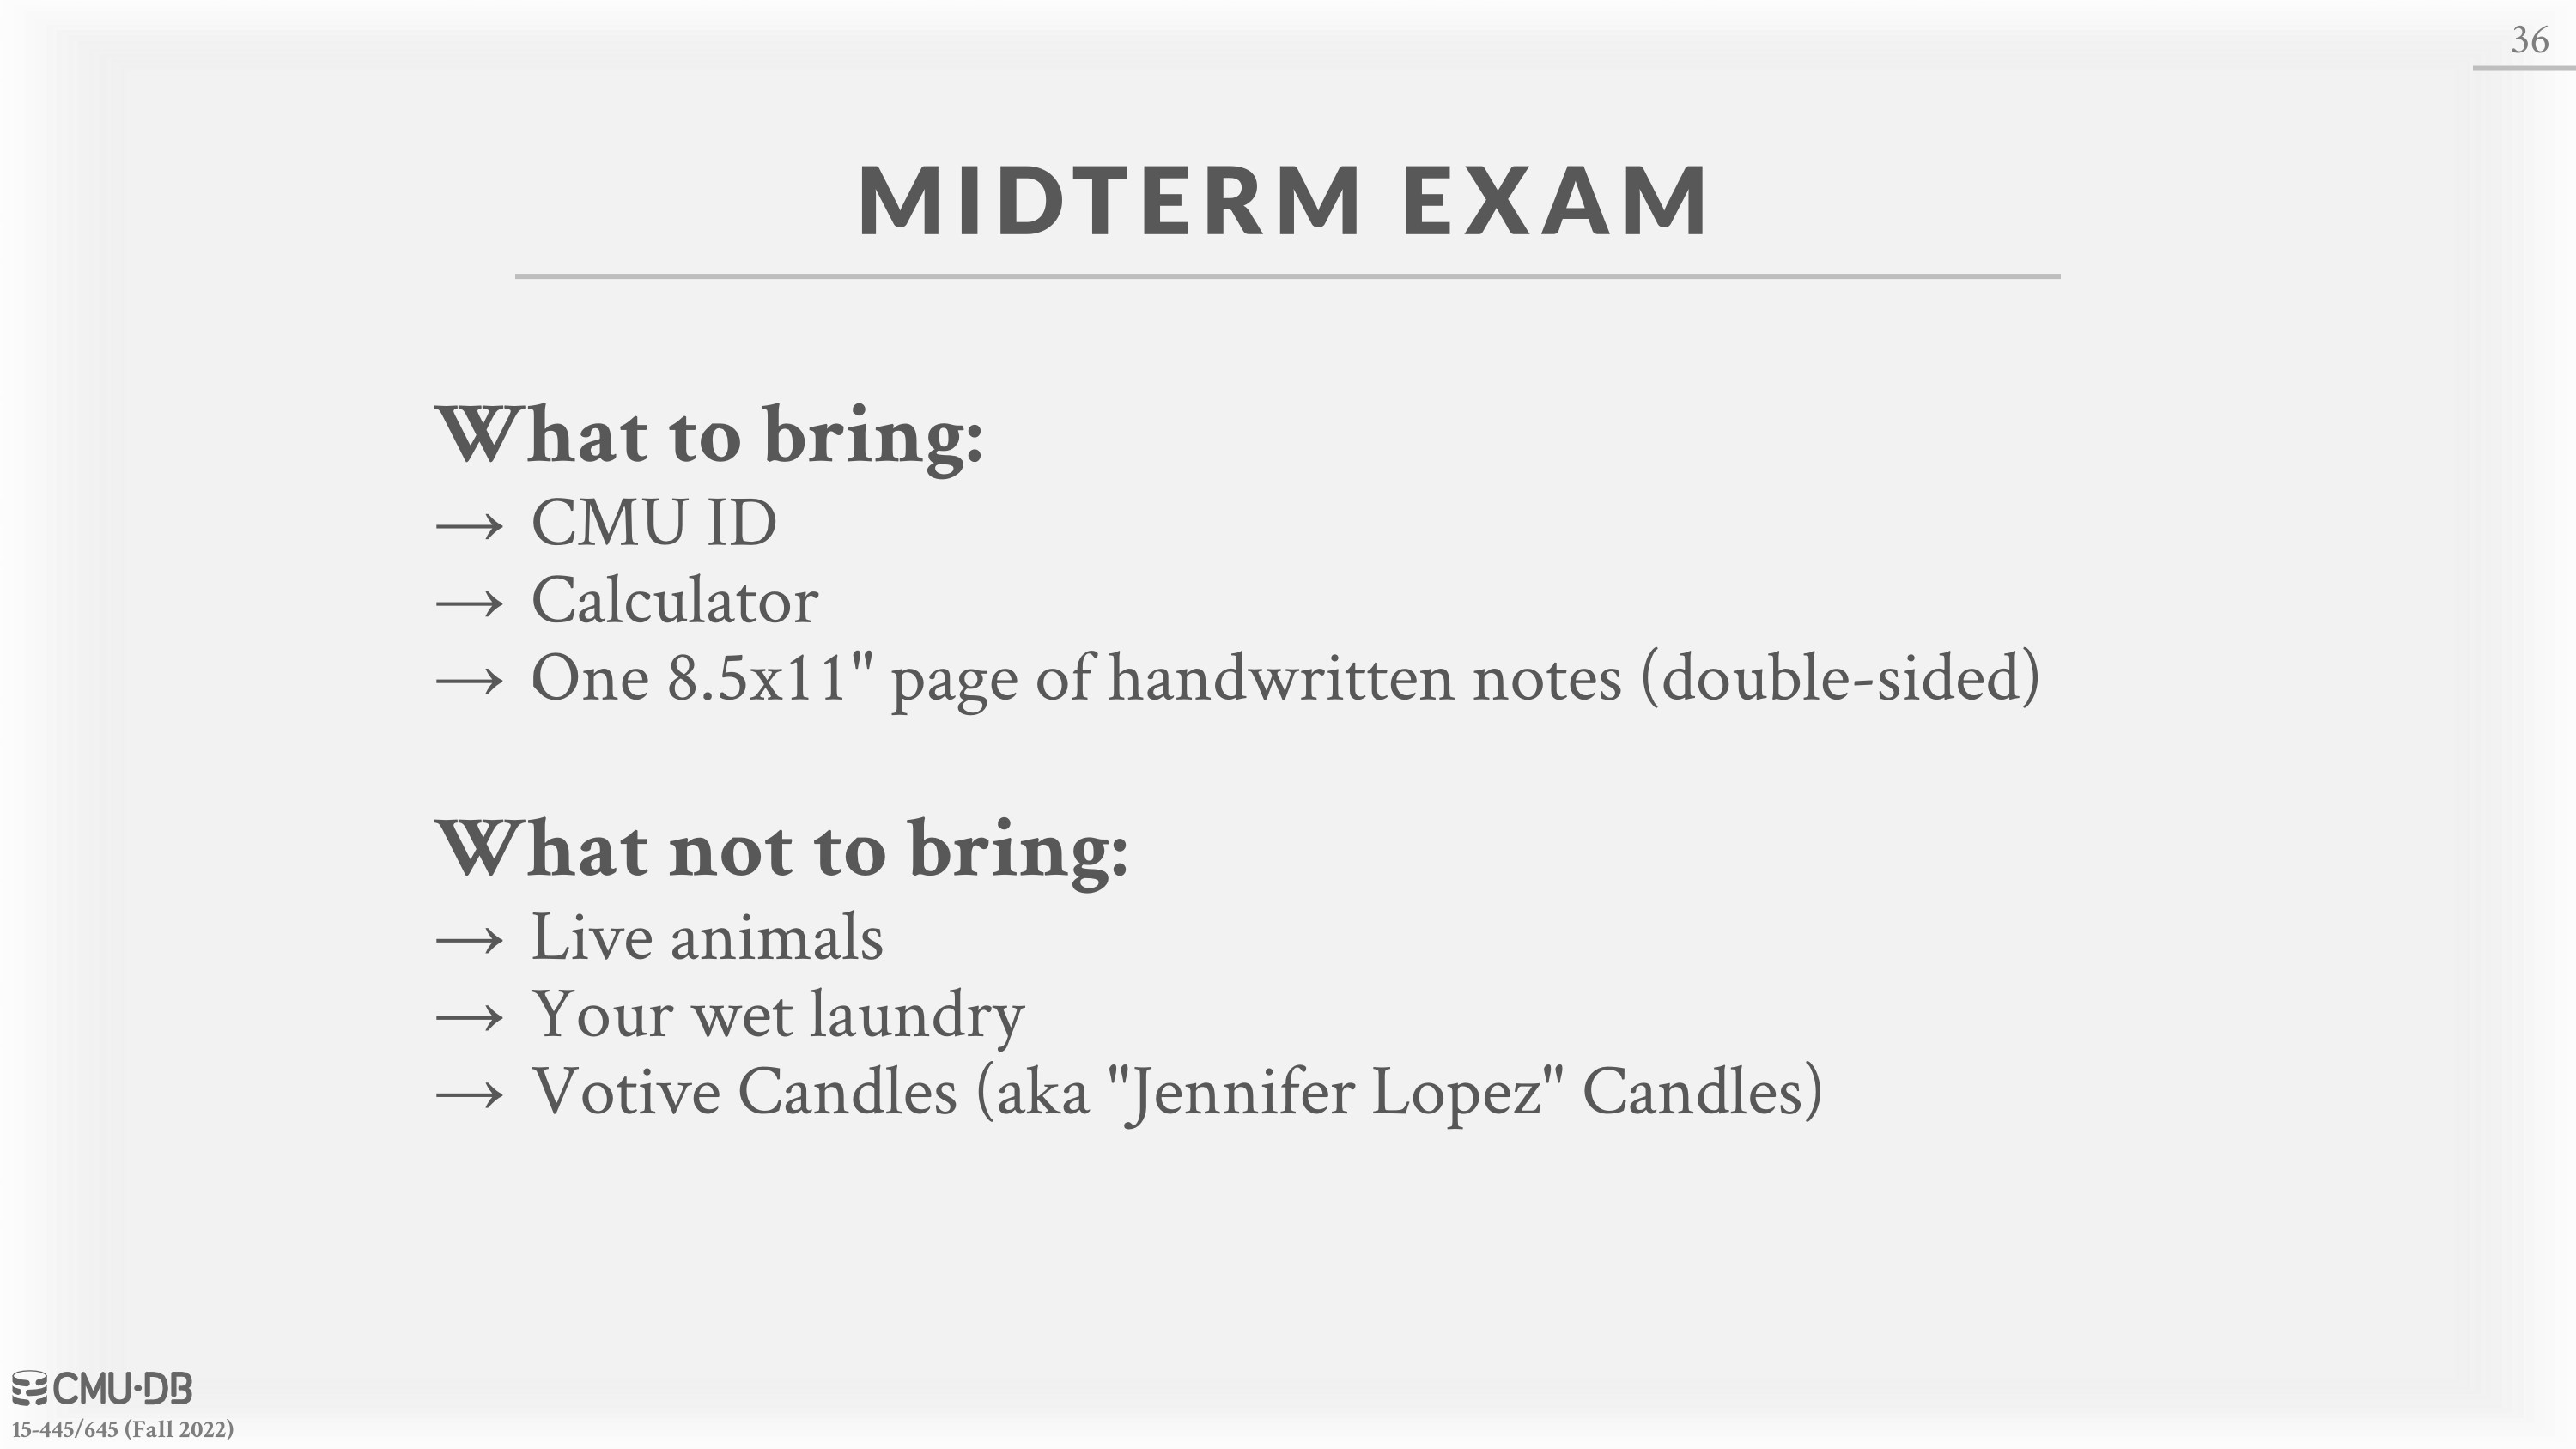 36
MIDTERM EXAM
What to bring:
→ CMU ID
→ Calculator
→ One 8.5x11" page of handwritten notes (double-sided)
What not to bring:
→ Live animals
→ Your wet laundry
→ Votive Candles (aka "Jennifer Lopez" Candles)
CMU·DB
15-445/645 (Fall 2022)